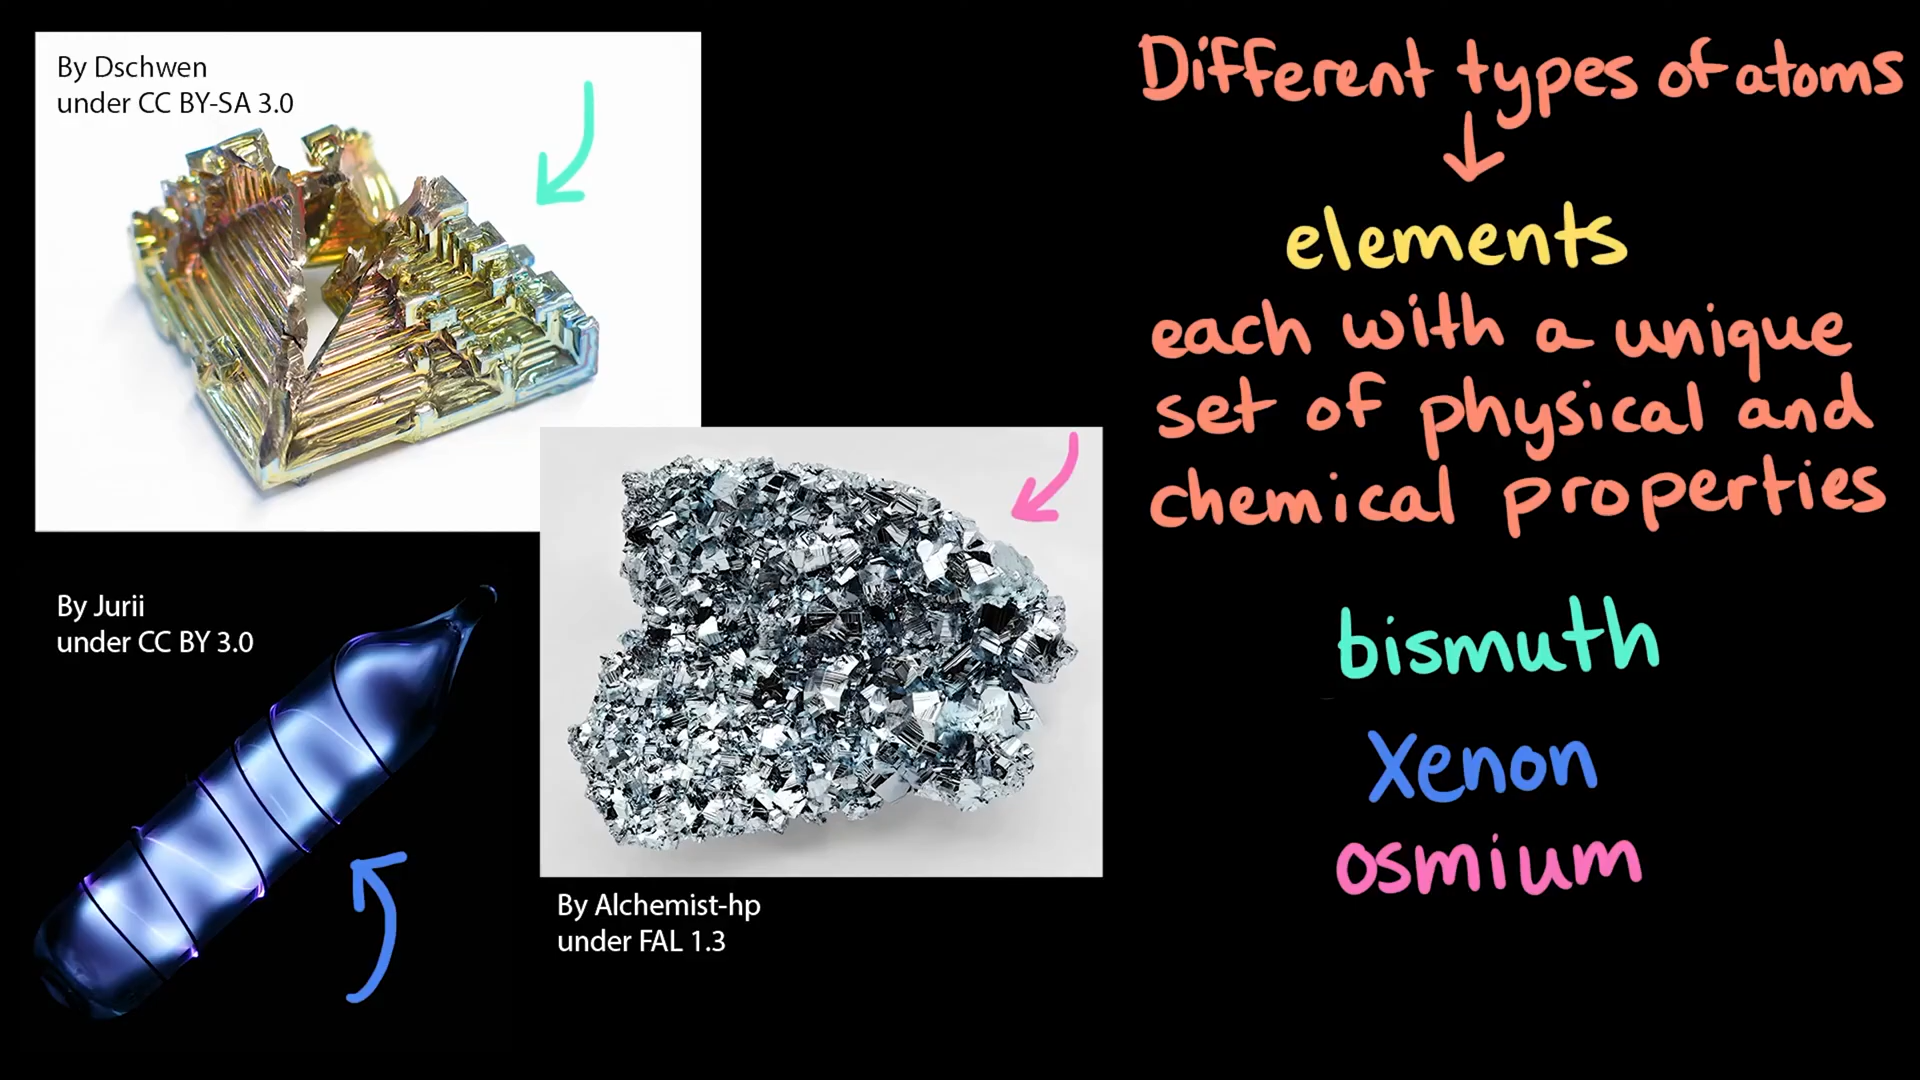 By Dschwen
under CC BY-SA 3.0
By Jurii
under CC BY 3.0
By Alchemist-hp
under FAL 1.3
Different types of atoms
elements
each with a unique
set of physical and
chemical properties
bismuth
Xenon
osmium